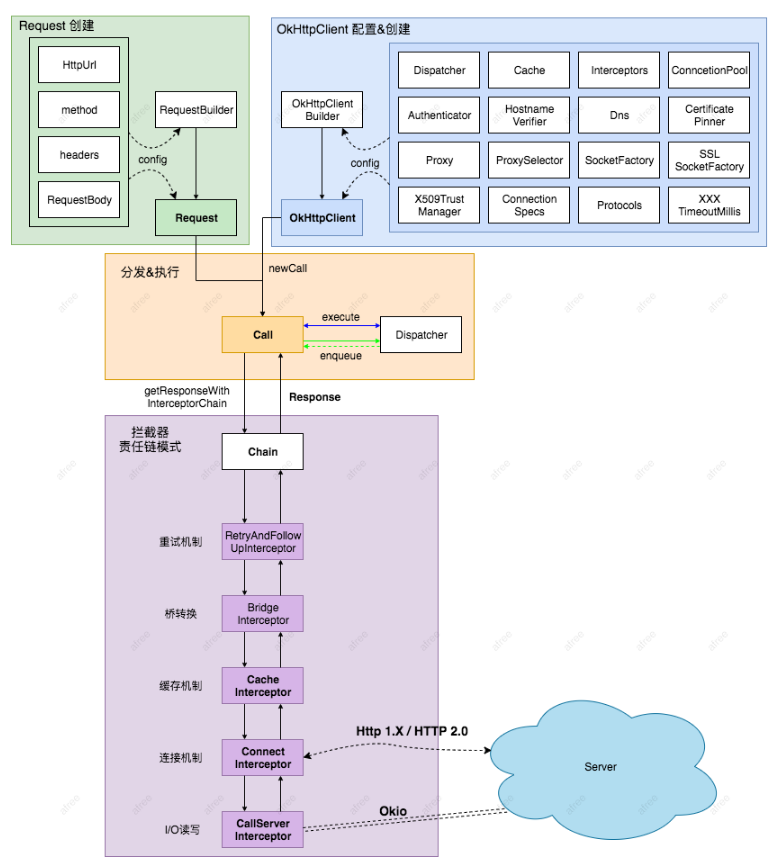 Request 创建
HttpUrl
method
headers
RequestBody
RequestBuilder
config
Request
OkHttpClient 配置&创建
OkHttpClient
Builder
config
OkHttpClient
Dispatcher
Cache
Interceptors
ConncetionPool
Authenticator
Hostname
Verifier
Dns
Certificate
Pinner
Proxy
ProxySelector
SocketFactory
SSL
SocketFactory
X509Trust
Manager
Connection
Specs
Protocols
XXX
TimeoutMillis
分发&执行
newCall
Call
execute
enqueue
Dispatcher
getResponseWith
InterceptorChain
Response
拦截器
责任链模式
Chain
重试机制
RetryAndFollow
UpInterceptor
桥转换
Bridge
Interceptor
缓存机制
Cache
Interceptor
连接机制
Connect
Interceptor
Http 1.X / HTTP 2.0
Server
I/O读写
CallServer
Interceptor
Okio